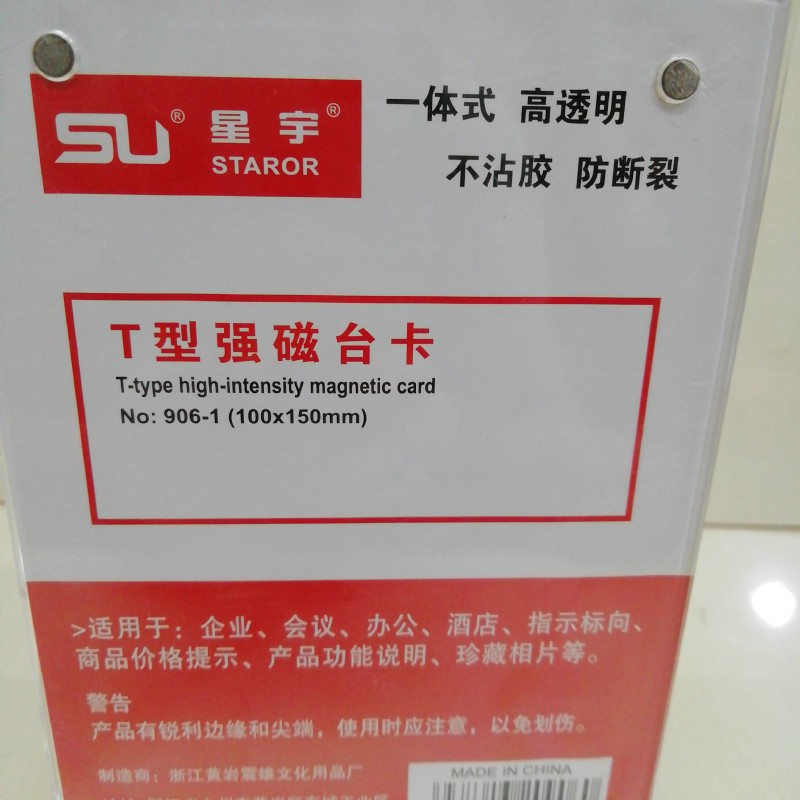 SU® 星宇®
STAROR
一体式 高透明
不沾胶 防断裂
T型强磁台卡
T-type high-intensity magnetic card
No: 906-1 (100x150mm)
>适用于：企业、会议、办公、酒店、指示标向、
商品价格提示、产品功能说明、珍藏相片等。
警告
产品有锐利边缘和尖端，使用时应注意，以免划伤。
制造商：浙江黄岩震雄文化用品厂
MADE IN CHINA